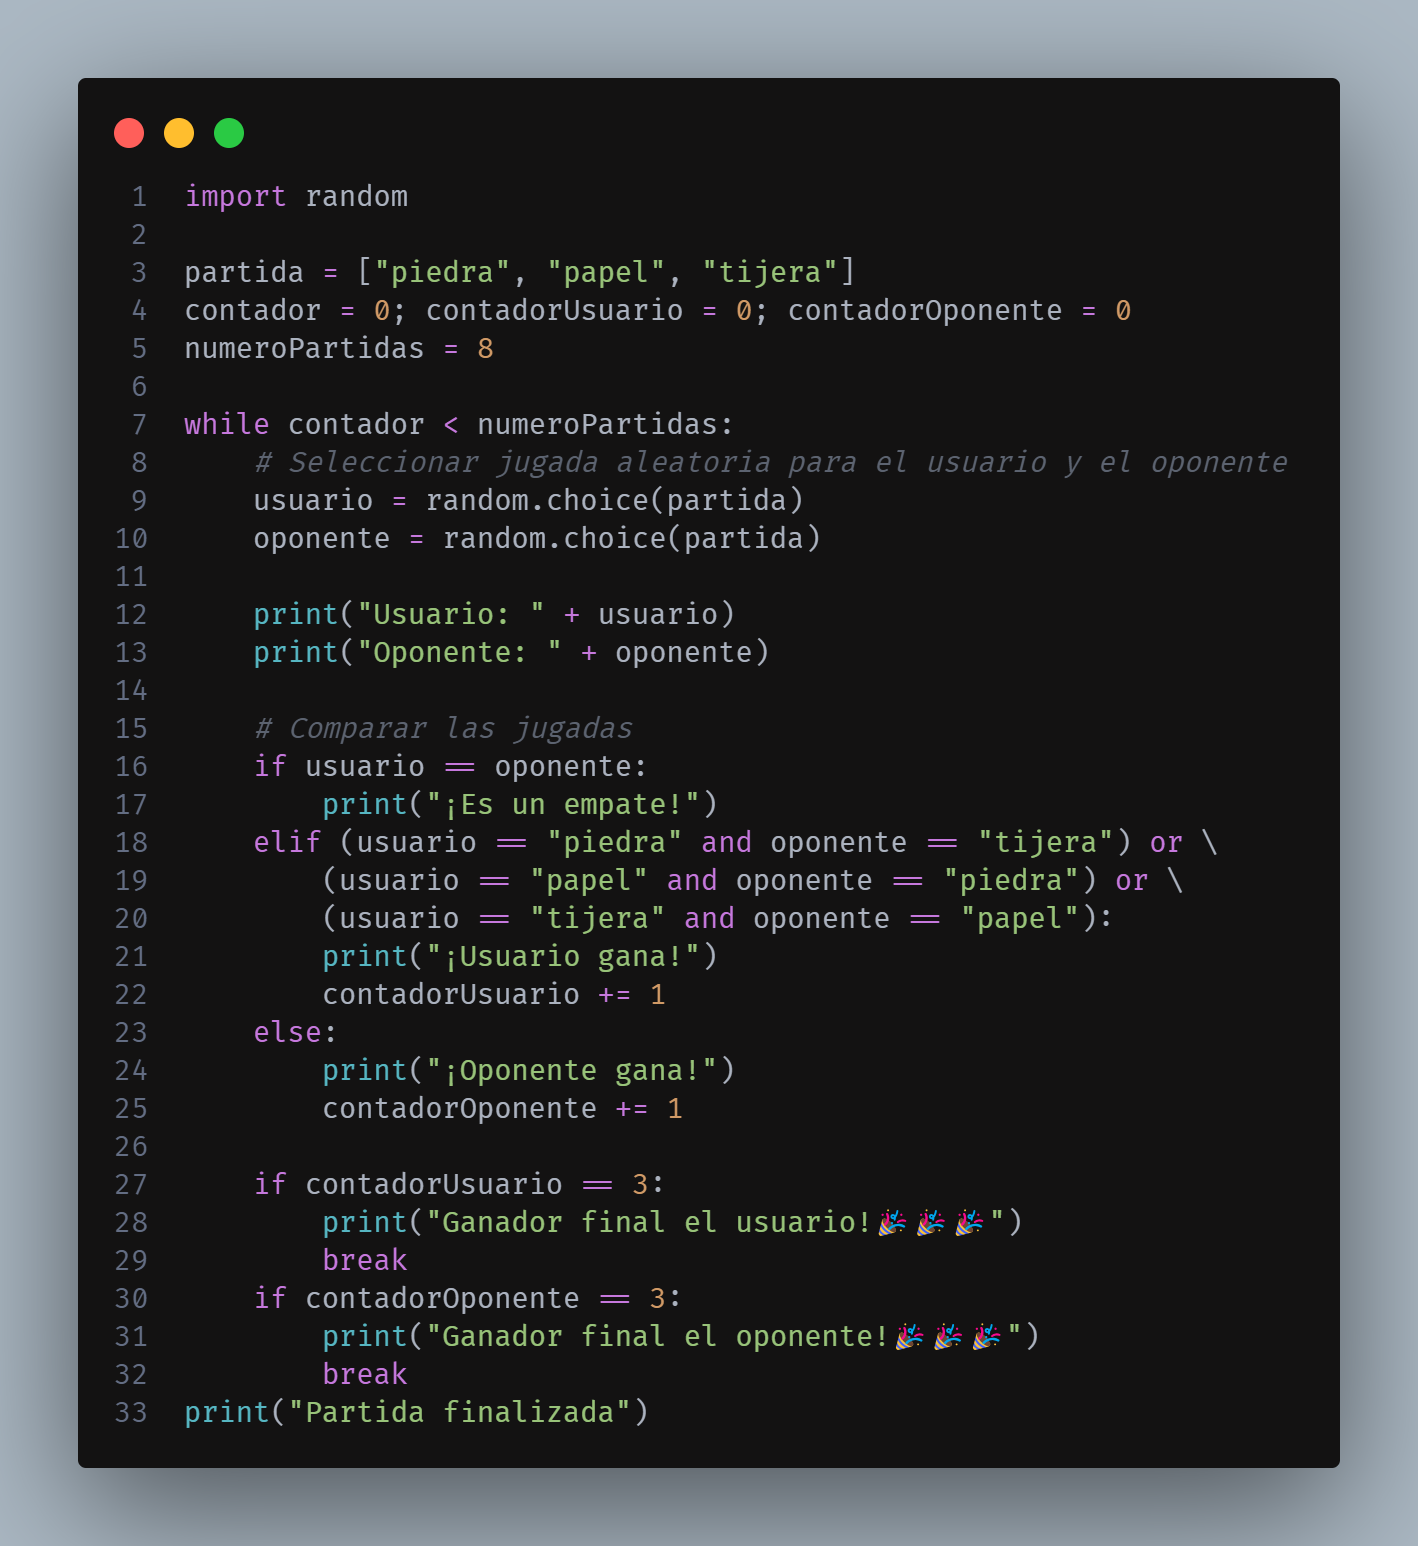 1 import random
2
3 partida = ["piedra", "papel", "tijera"]
4 contador = 0; contadorUsuario = 0; contadorOponente = 0
5 numeroPartidas = 8
6
7 while contador < numeroPartidas:
8     # Seleccionar jugada aleatoria para el usuario y el oponente
9     usuario = random.choice(partida)
10     oponente = random.choice(partida)
11
12     print("Usuario: " + usuario)
13     print("Oponente: " + oponente)
14
15     # Comparar las jugadas
16     if usuario == oponente:
17         print("¡Es un empate!")
18     elif (usuario == "piedra" and oponente == "tijera") or \
19         (usuario == "papel" and oponente == "piedra") or \
20         (usuario == "tijera" and oponente == "papel"):
21         print("¡Usuario gana!")
22         contadorUsuario += 1
23     else:
24         print("¡Oponente gana!")
25         contadorOponente += 1
26
27     if contadorUsuario == 3:
28         print("Ganador final el usuario!🎉🎉🎉")
29         break
30     if contadorOponente == 3:
31         print("Ganador final el oponente!🎉🎉🎉")
32         break
33 print("Partida finalizada")